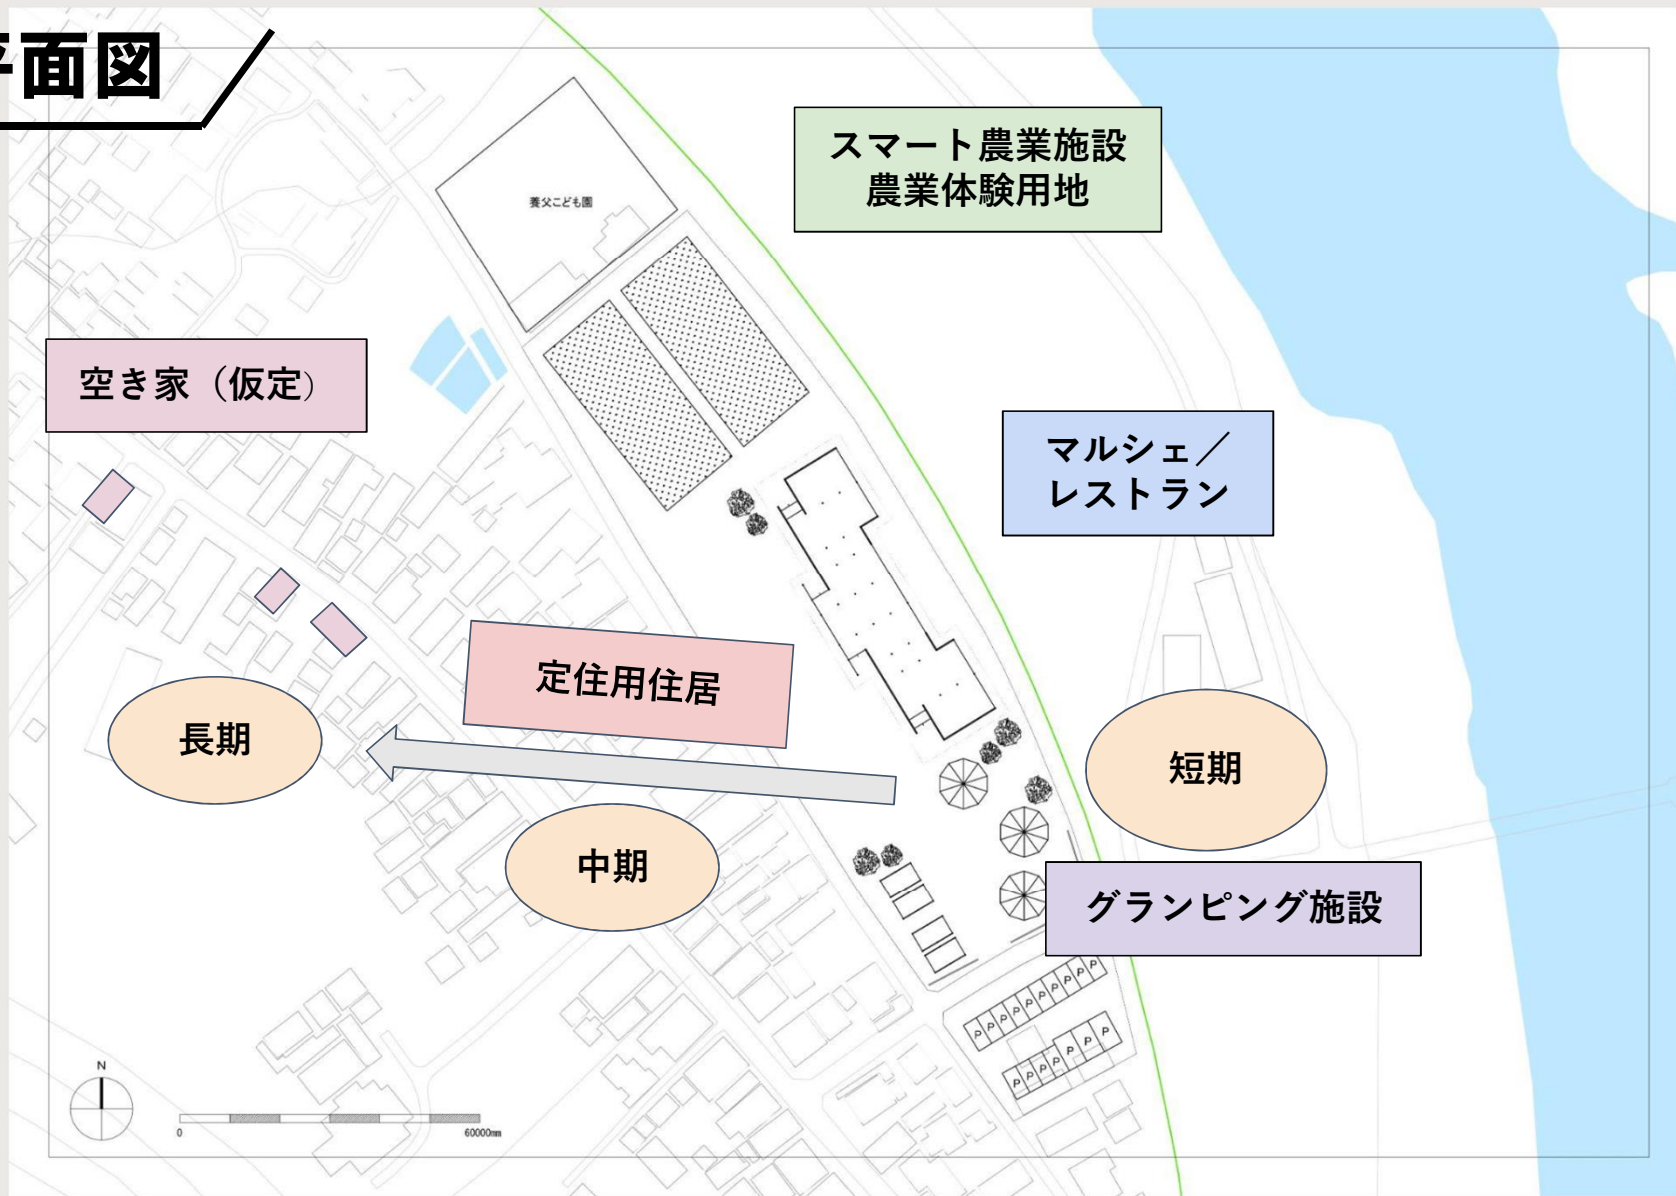 平面図
スマート農業施設
農業体験用地
養父こども園
空き家（仮定）
マルシェ／
レストラン
定住用住居
長期
短期
中期
グランピング施設
P P P P P P P P P P
P P P P P P P
N
0
60000mm